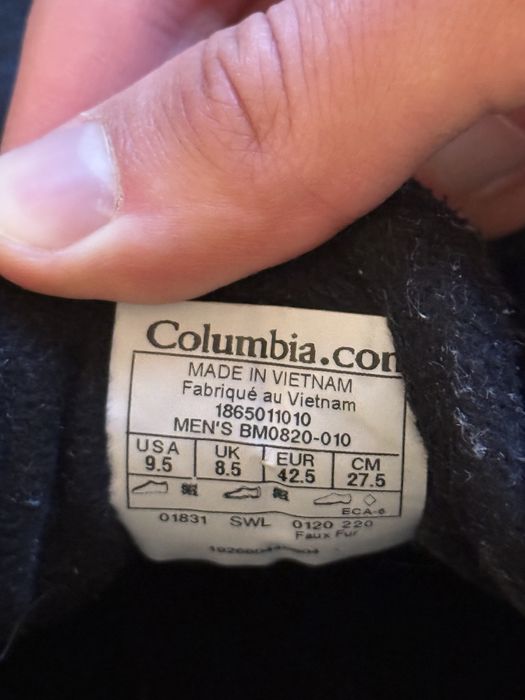 Columbia.com
MADE IN VIETNAM
Fabriqué au Vietnam
1865011010
MEN'S BM0820-010
USA UK EUR CM
9.5 8.5 42.5 27.5
ECA-6
01831 SWL 0120 220
Faux Fur